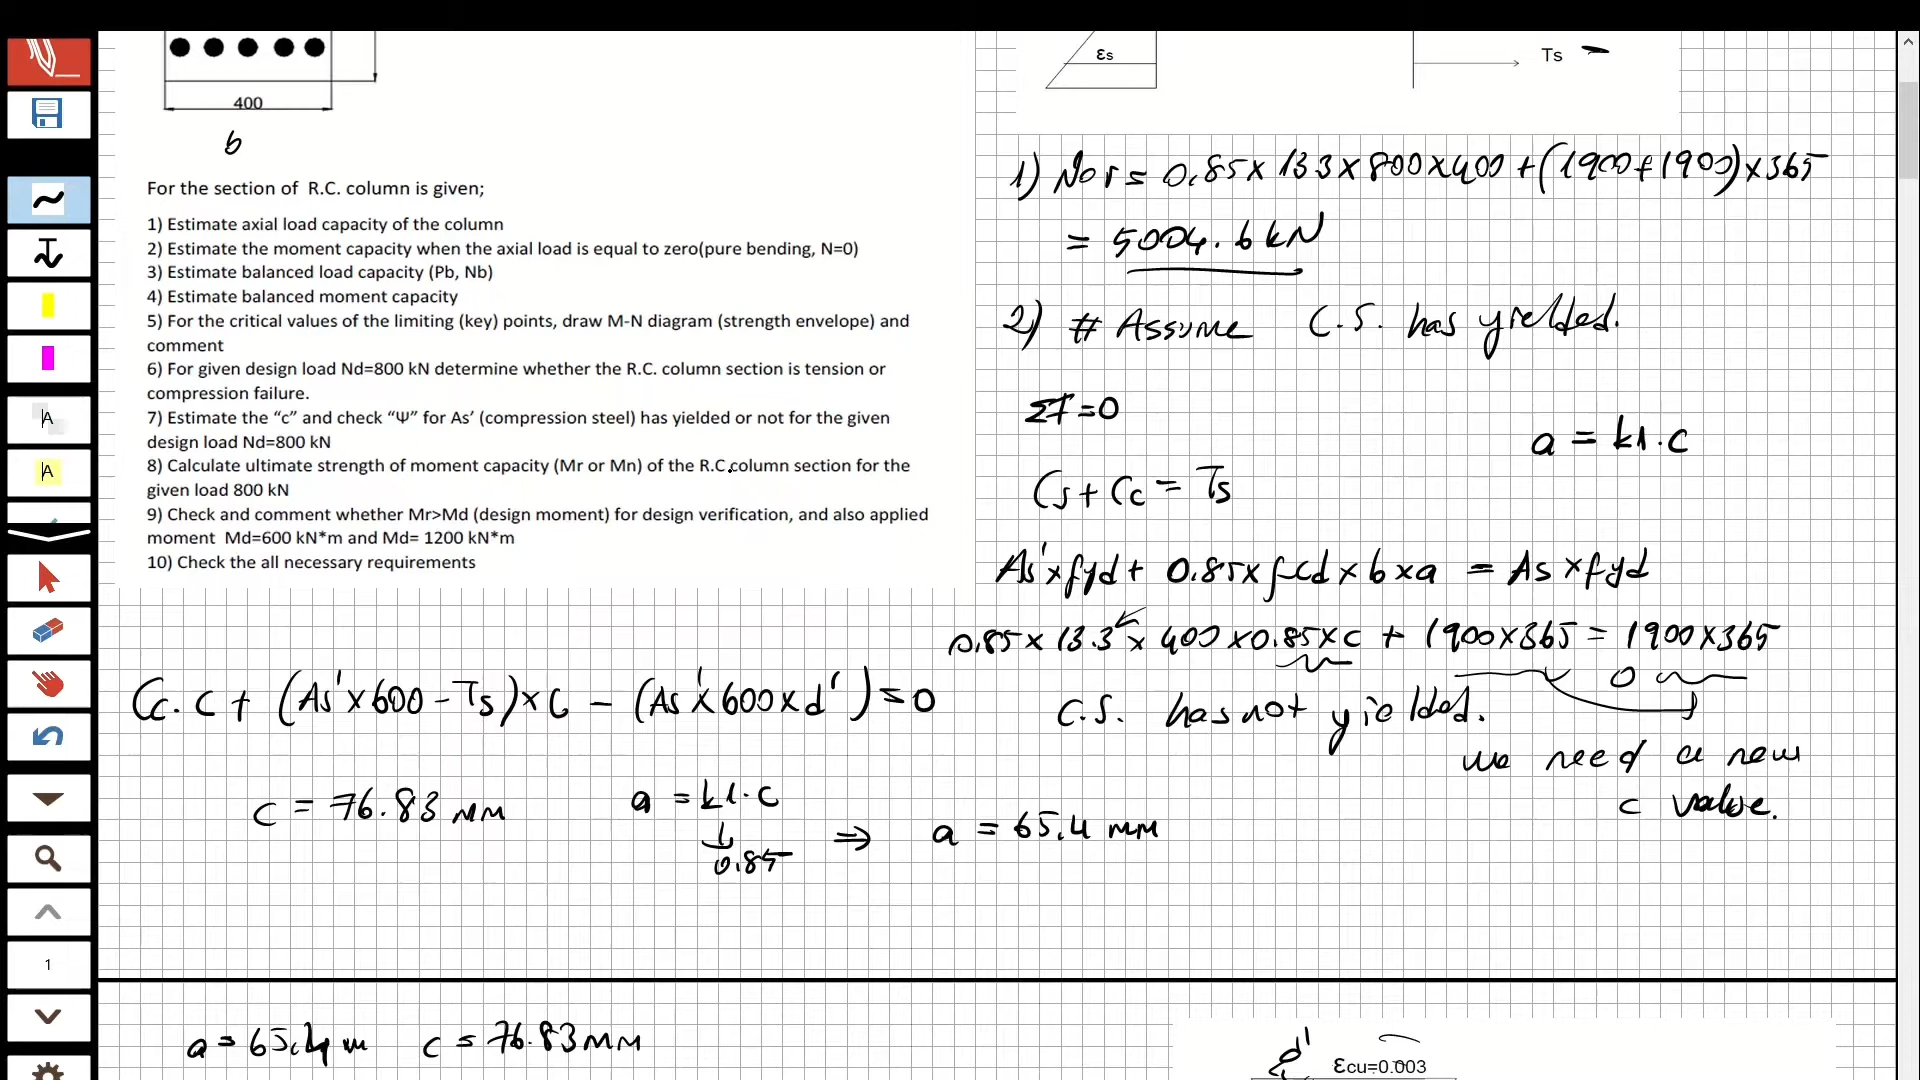 400
b
For the section of R.C. column is given;
1) Estimate axial load capacity of the column
2) Estimate the moment capacity when the axial load is equal to zero(pure bending, N=0)
3) Estimate balanced load capacity (Pb, Nb)
4) Estimate balanced moment capacity
5) For the critical values of the limiting (key) points, draw M-N diagram (strength envelope) and
comment
6) For given design load Nd=800 kN determine whether the R.C. column section is tension or
compression failure.
7) Estimate the “c” and check “Ψ” for As’ (compression steel) has yielded or not for the given
design load Nd=800 kN
8) Calculate ultimate strength of moment capacity (Mr or Mn) of the R.C.column section for the
given load 800 kN
9) Check and comment whether Mr>Md (design moment) for design verification, and also applied
moment Md=600 kN*m and Md= 1200 kN*m
10) Check the all necessary requirements
εs
Ts
1) Nor = 0.85 x 13.3 x 800 x 400 + (1900+1900) x 365
= 5004.6 kN
2) # Assume C.S. has yielded.
ΣF=0
a = k1.c
Cs + Cc = Ts
As' x fyd + 0.85 x fcd x b x a = As x fyd
0.85 x 13.3 x 400 x 0.85 x c + 1900 x 365 = 1900 x 365
0
C.S. has not yielded.
we need a new
c value.
Cc.c + (As' x 600 - Ts) x c - (As' x 600 x d') = 0
c = 76.83 mm
a = k1.c
0.85
⇒ a = 65.4 mm
a = 65.4 m c = 76.83 mm
d'
εcu=0.003
A
A
1